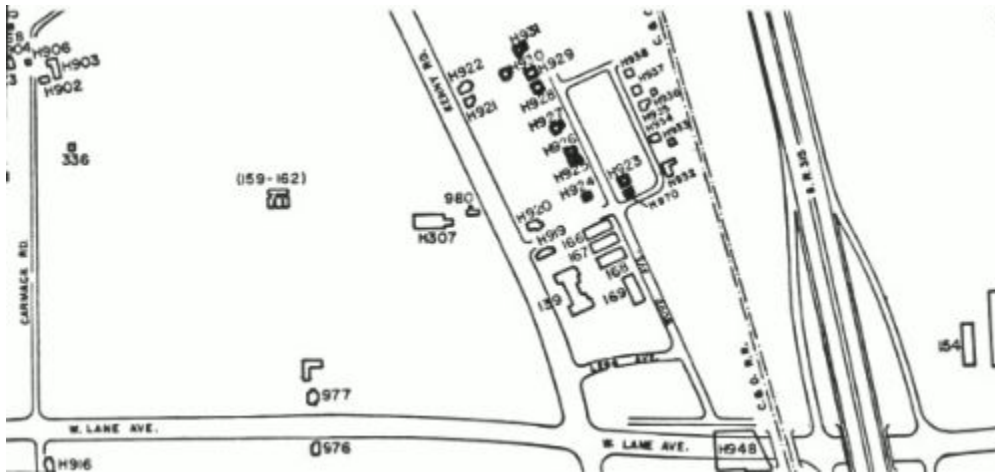 H906
H903
H902
336
(159-162)
CARMACK RD.
KENNY RD.
H922
H921
H931
H930
H929
H928
H927
H926
H925
H924
H923
H970
H938
H937
H936
H935
H934
H933
H932
C.&O. R.R.
S.R. 315
980
H307
H920
H919
166
167
168
169
139
AVE.
154
977
W. LANE AVE.
976
H916
W. LANE AVE.
H948